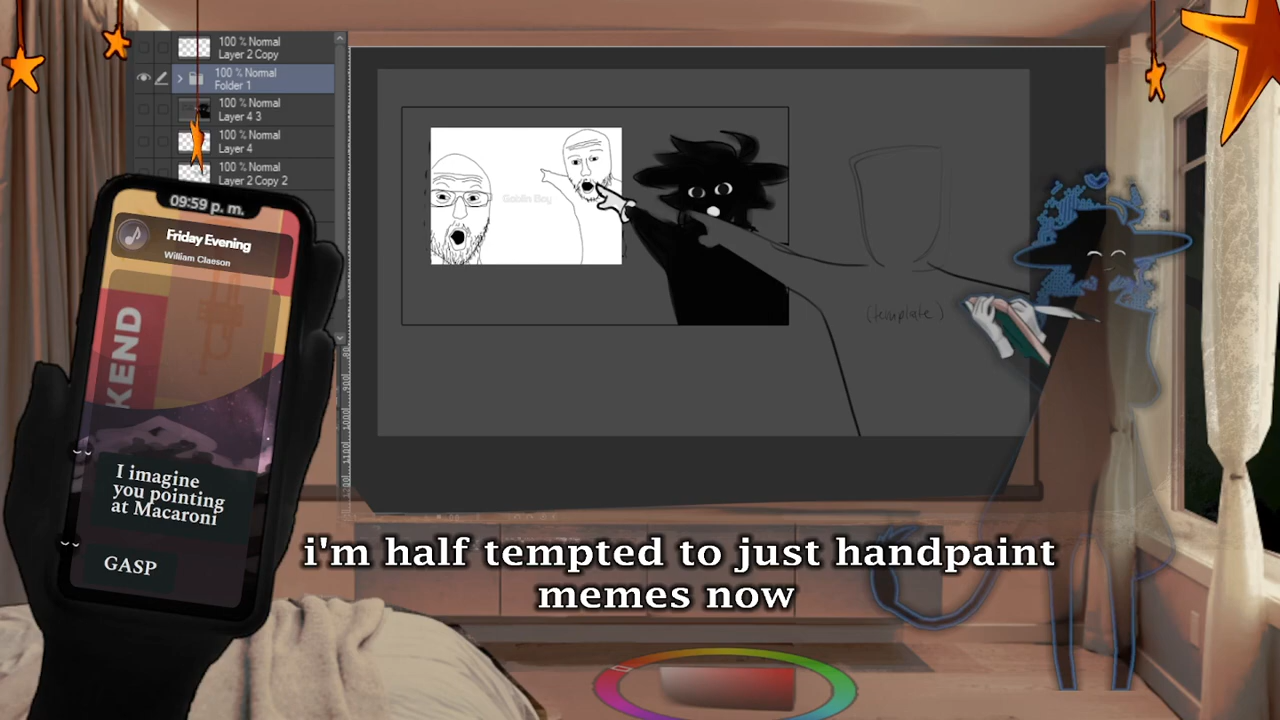 100 % Normal
Layer 2 Copy
100 % Normal
Folder 1
100 % Normal
Layer 4 3
100 % Normal
Layer 4
100 % Normal
Layer 2 Copy 2
09:59 p. m.
Friday Evening
William Claeson
KEND
I imagine
you pointing
at Macaroni
GASP
Goblin Boy
(template)
i'm half tempted to just handpaint
memes now